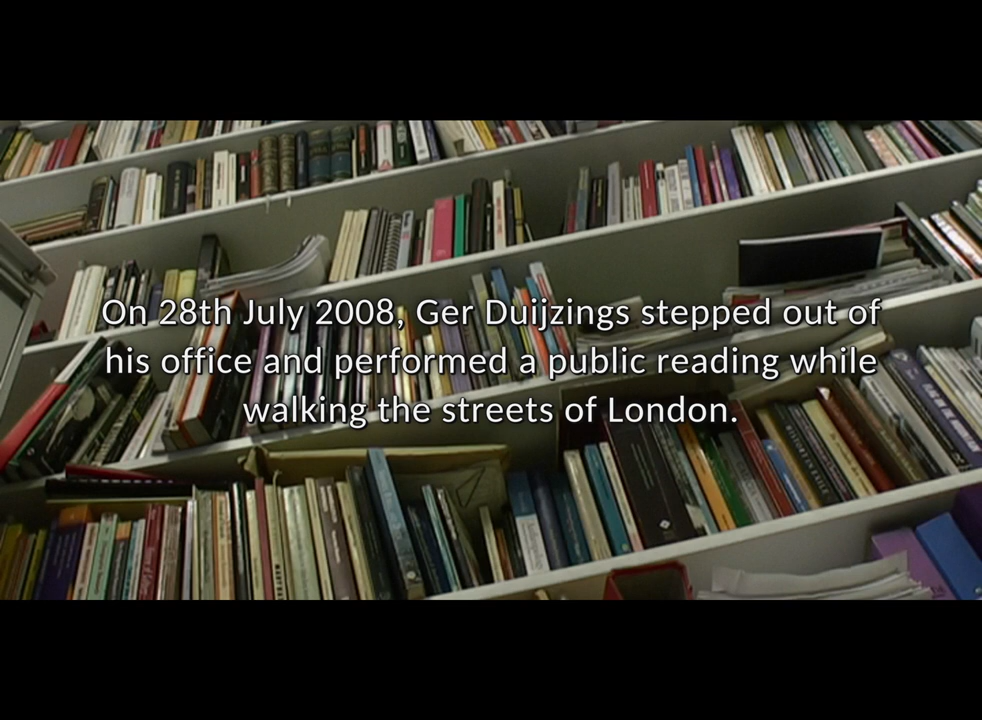 On 28th July 2008, Ger Duijzings stepped out of
his office and performed a public reading while
walking the streets of London.